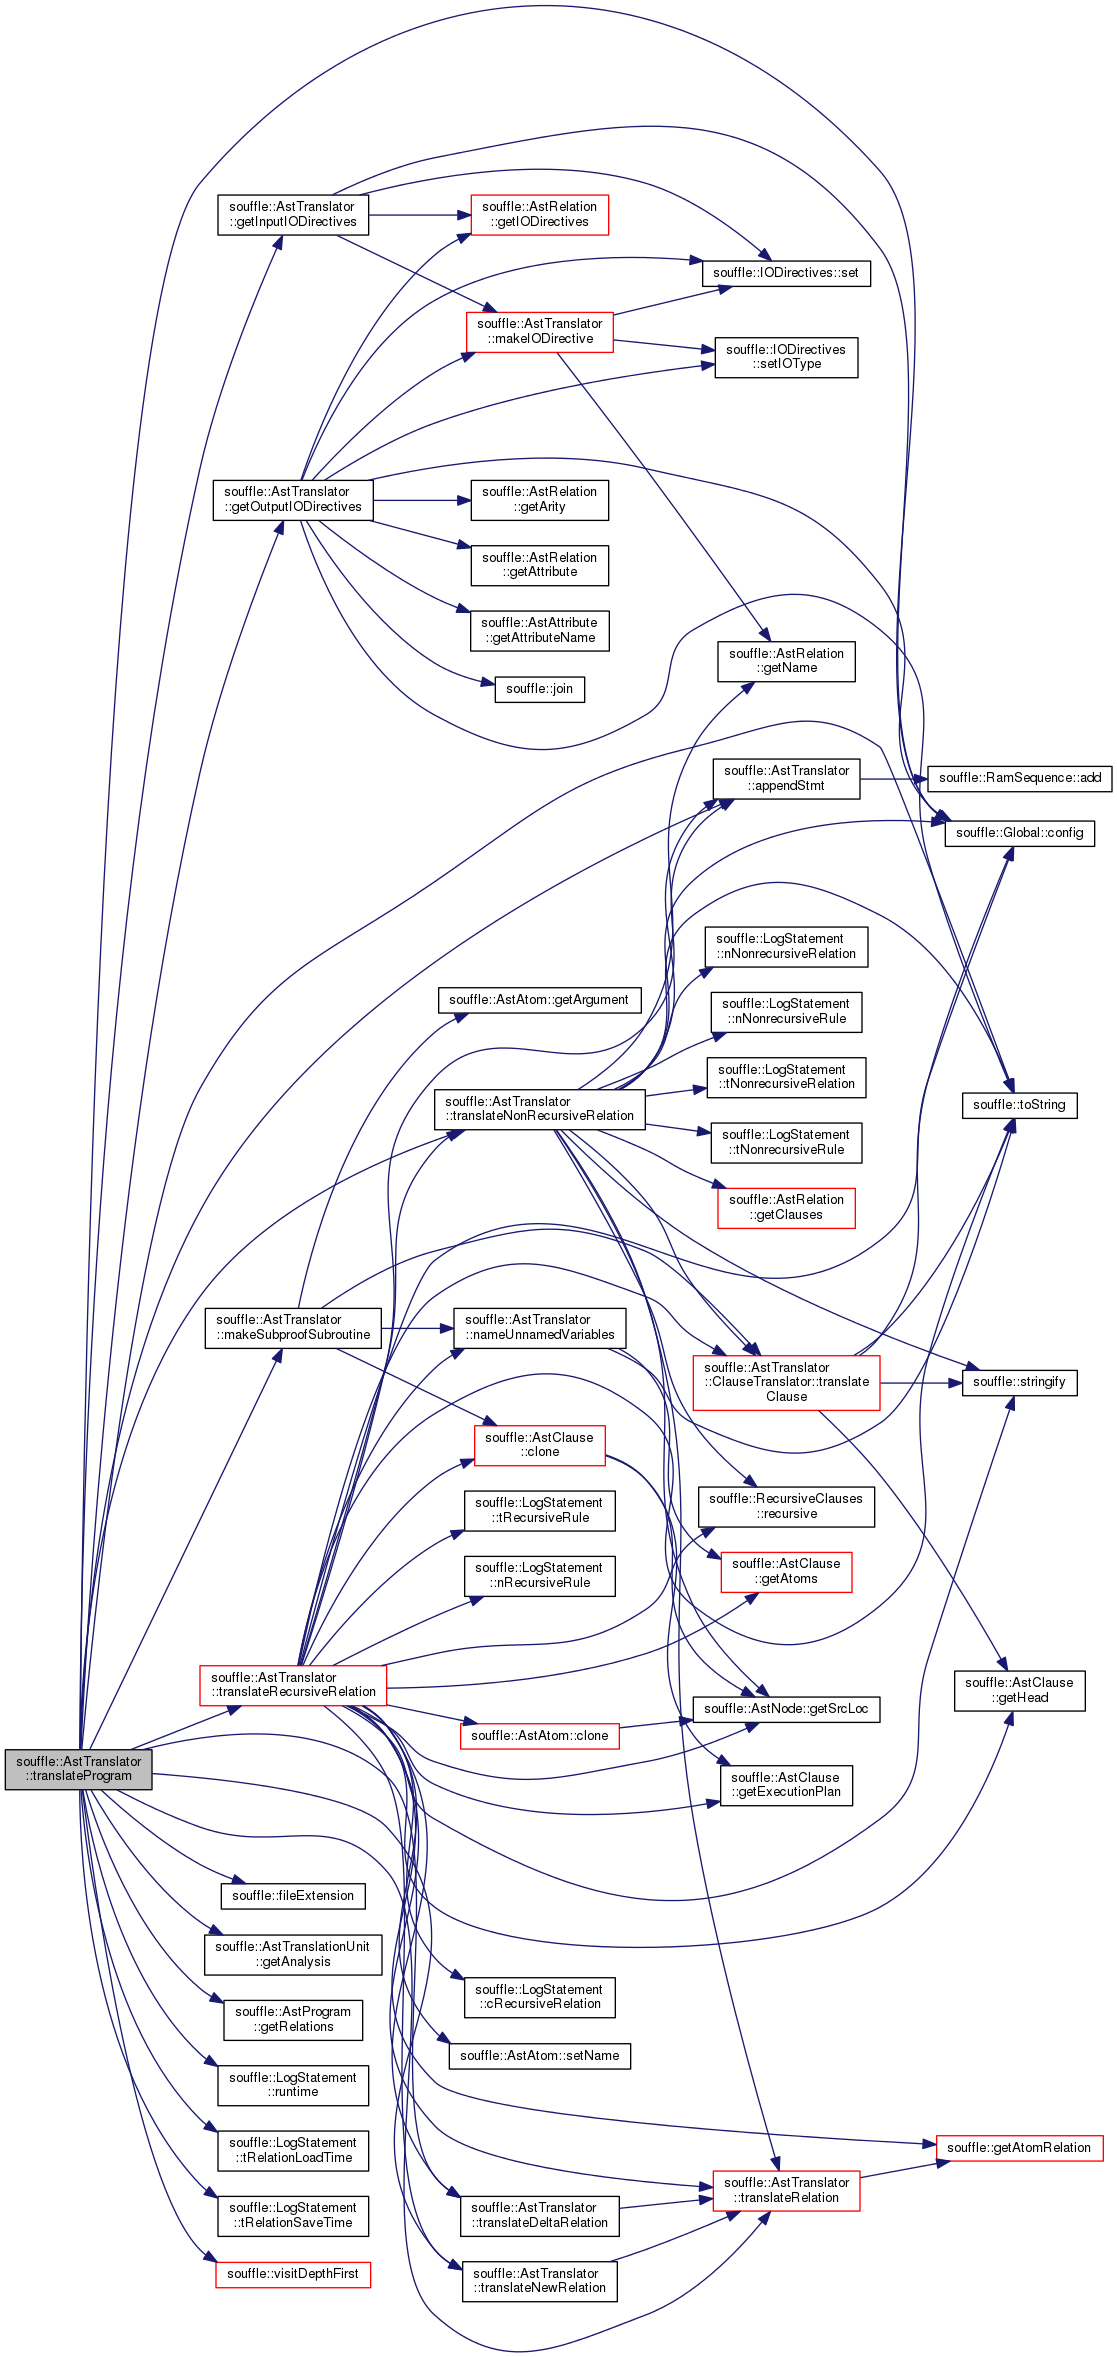 souffle::AstTranslator
::getInputIODirectives
souffle::AstRelation
::getIODirectives
souffle::IODirectives::set
souffle::AstTranslator
::makeIODirective
souffle::IODirectives
::setIOType
souffle::AstTranslator
::getOutputIODirectives
souffle::AstRelation
::getArity
souffle::AstRelation
::getAttribute
souffle::AstAttribute
::getAttributeName
souffle::AstRelation
::getName
souffle::join
souffle::AstTranslator
::appendStmt
souffle::RamSequence::add
souffle::Global::config
souffle::LogStatement
::nNonrecursiveRelation
souffle::AstAtom::getArgument
souffle::LogStatement
::nNonrecursiveRule
souffle::LogStatement
::tNonrecursiveRelation
souffle::AstTranslator
::translateNonRecursiveRelation
souffle::toString
souffle::LogStatement
::tNonrecursiveRule
souffle::AstRelation
::getClauses
souffle::AstTranslator
::makeSubproofSubroutine
souffle::AstTranslator
::nameUnnamedVariables
souffle::AstTranslator
::ClauseTranslator::translate
Clause
souffle::stringify
souffle::AstClause
::clone
souffle::LogStatement
::tRecursiveRule
souffle::RecursiveClauses
::recursive
souffle::LogStatement
::nRecursiveRule
souffle::AstClause
::getAtoms
souffle::AstTranslator
::translateRecursiveRelation
souffle::AstClause
::getHead
souffle::AstNode::getSrcLoc
souffle::AstAtom::clone
souffle::AstTranslator
::translateProgram
souffle::AstClause
::getExecutionPlan
souffle::fileExtension
souffle::AstTranslationUnit
::getAnalysis
souffle::LogStatement
::cRecursiveRelation
souffle::AstProgram
::getRelations
souffle::AstAtom::setName
souffle::LogStatement
::runtime
souffle::LogStatement
::tRelationLoadTime
souffle::getAtomRelation
souffle::AstTranslator
::translateRelation
souffle::LogStatement
::tRelationSaveTime
souffle::AstTranslator
::translateDeltaRelation
souffle::visitDepthFirst
souffle::AstTranslator
::translateNewRelation